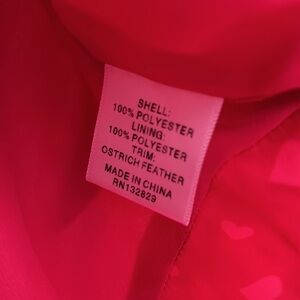 SHELL:
100% POLYESTER
LINING:
100% POLYESTER
TRIM:
OSTRICH FEATHER
MADE IN CHINA
RN132829